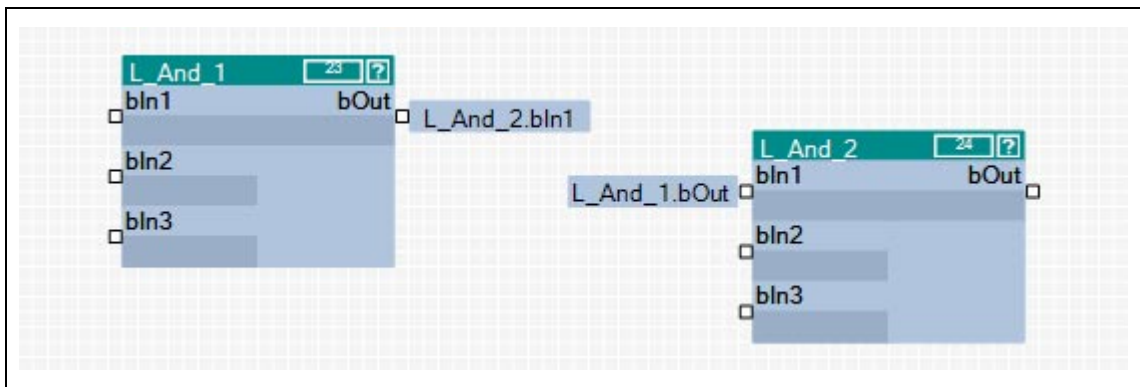 L_And_1 23 ?
bIn1 bOut
L_And_2.bIn1
bIn2
bIn3
L_And_2 24 ?
L_And_1.bOut
bIn1 bOut
bIn2
bIn3